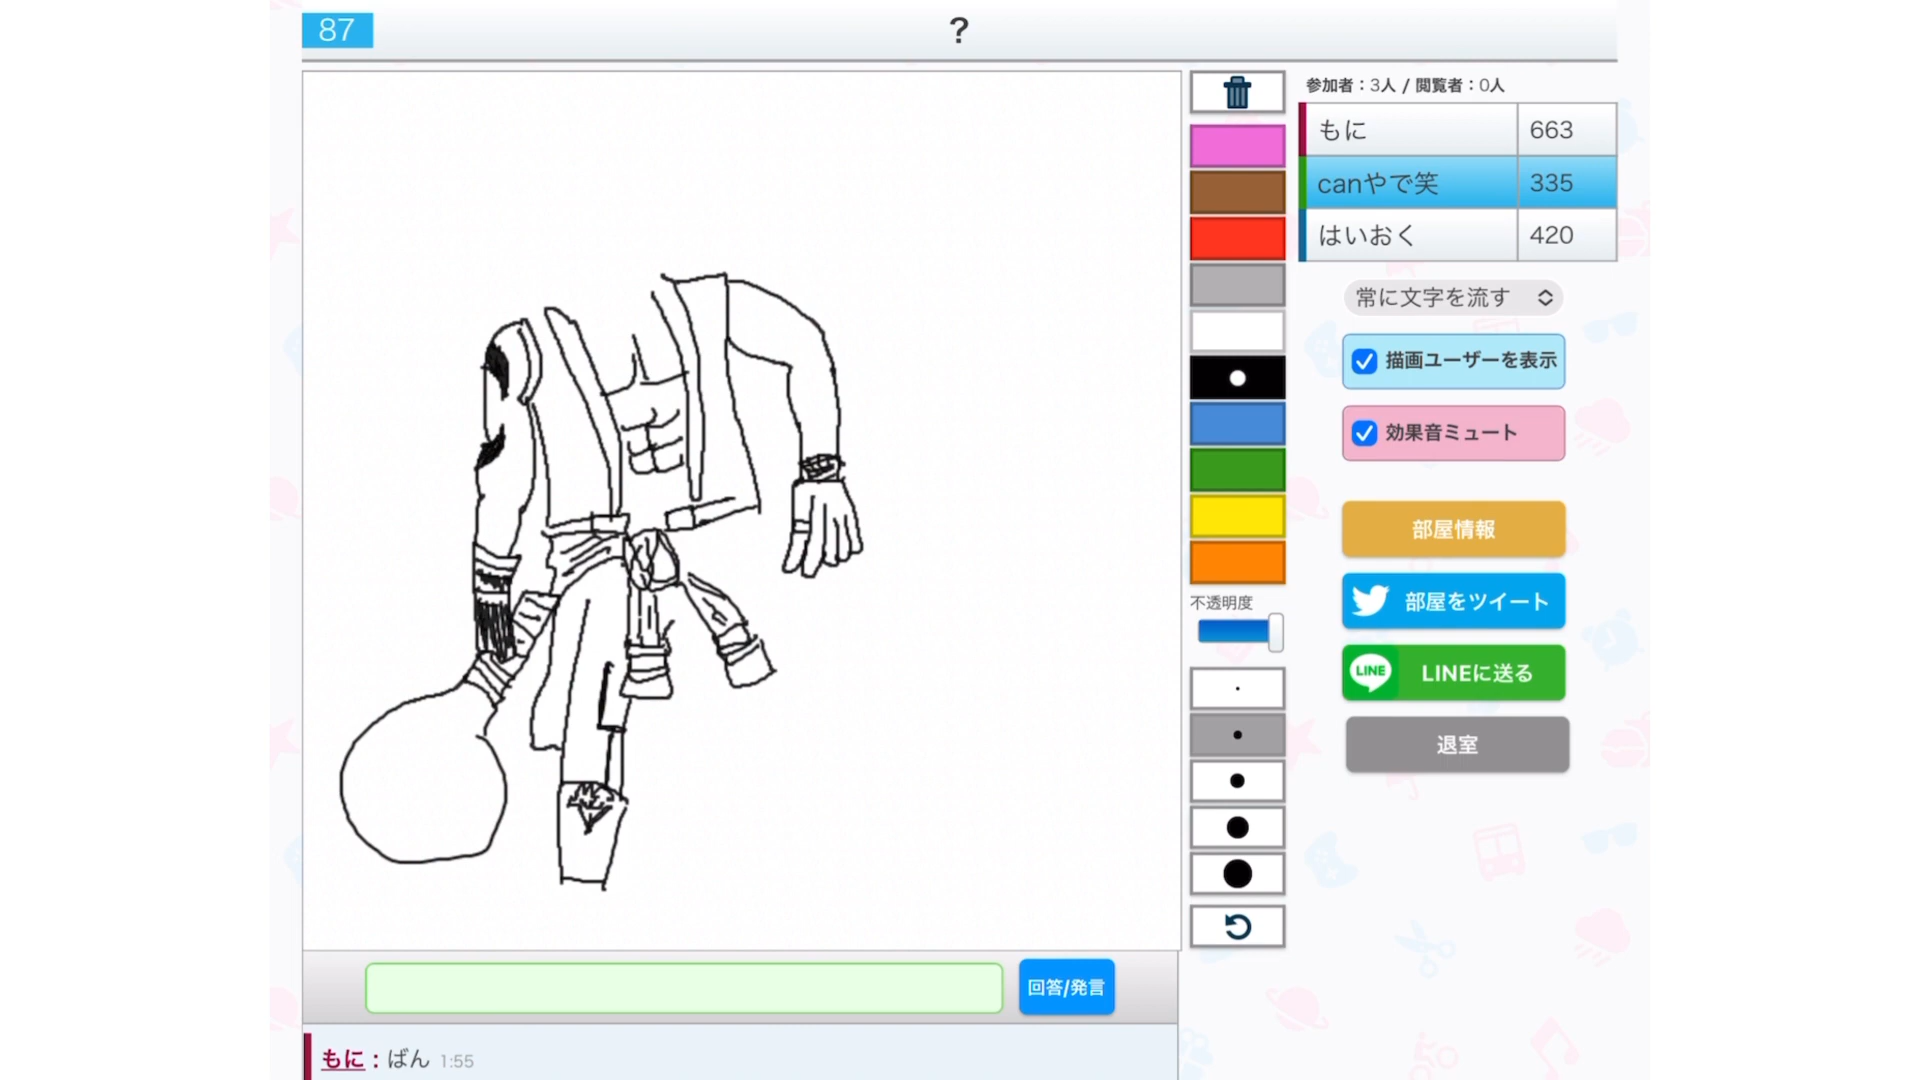 87
?
参加者：3人 / 閲覧者：0人
もに 663
canやで笑 335
はいおく 420
常に文字を流す
描画ユーザーを表示
効果音ミュート
部屋情報
部屋をツイート
LINE LINEに送る
退室
不透明度
回答/発言
もに：ばん 1:55